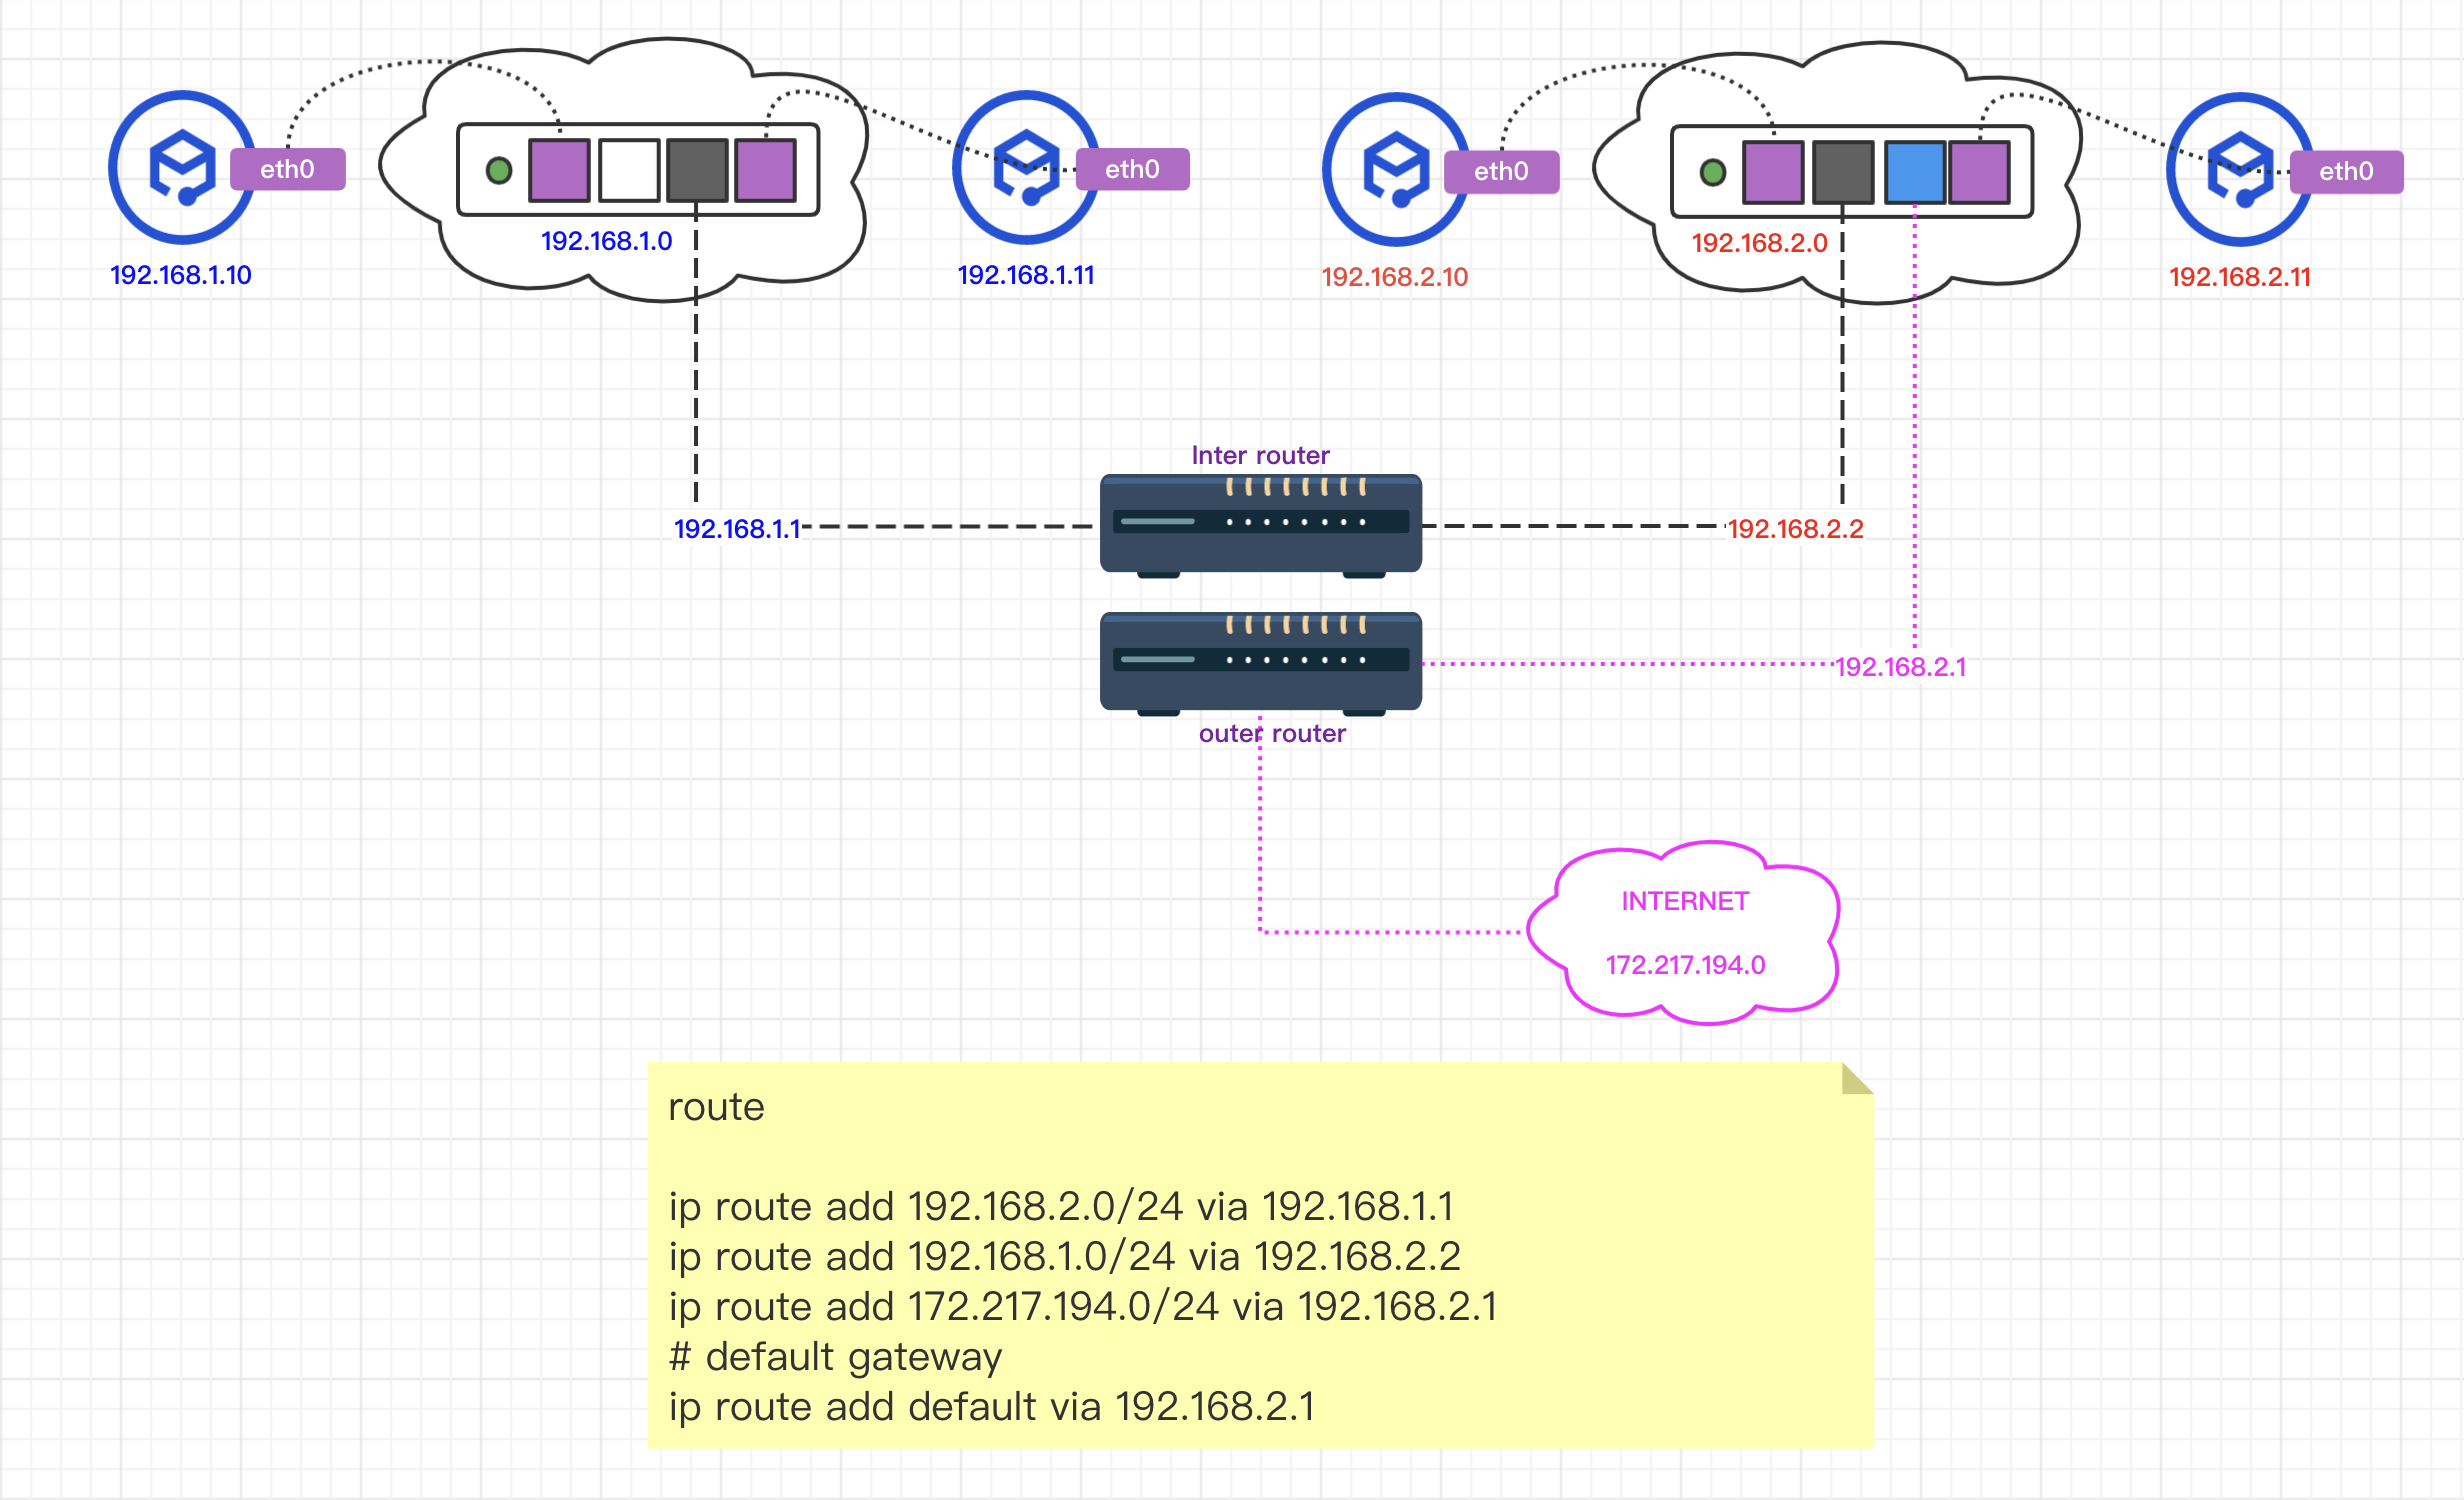 eth0
192.168.1.10
192.168.1.0
eth0
192.168.1.11
eth0
192.168.2.10
192.168.2.0
eth0
192.168.2.11
Inter router
192.168.1.1
192.168.2.2
192.168.2.1
outer router
INTERNET
172.217.194.0
route
ip route add 192.168.2.0/24 via 192.168.1.1
ip route add 192.168.1.0/24 via 192.168.2.2
ip route add 172.217.194.0/24 via 192.168.2.1
# default gateway
ip route add default via 192.168.2.1